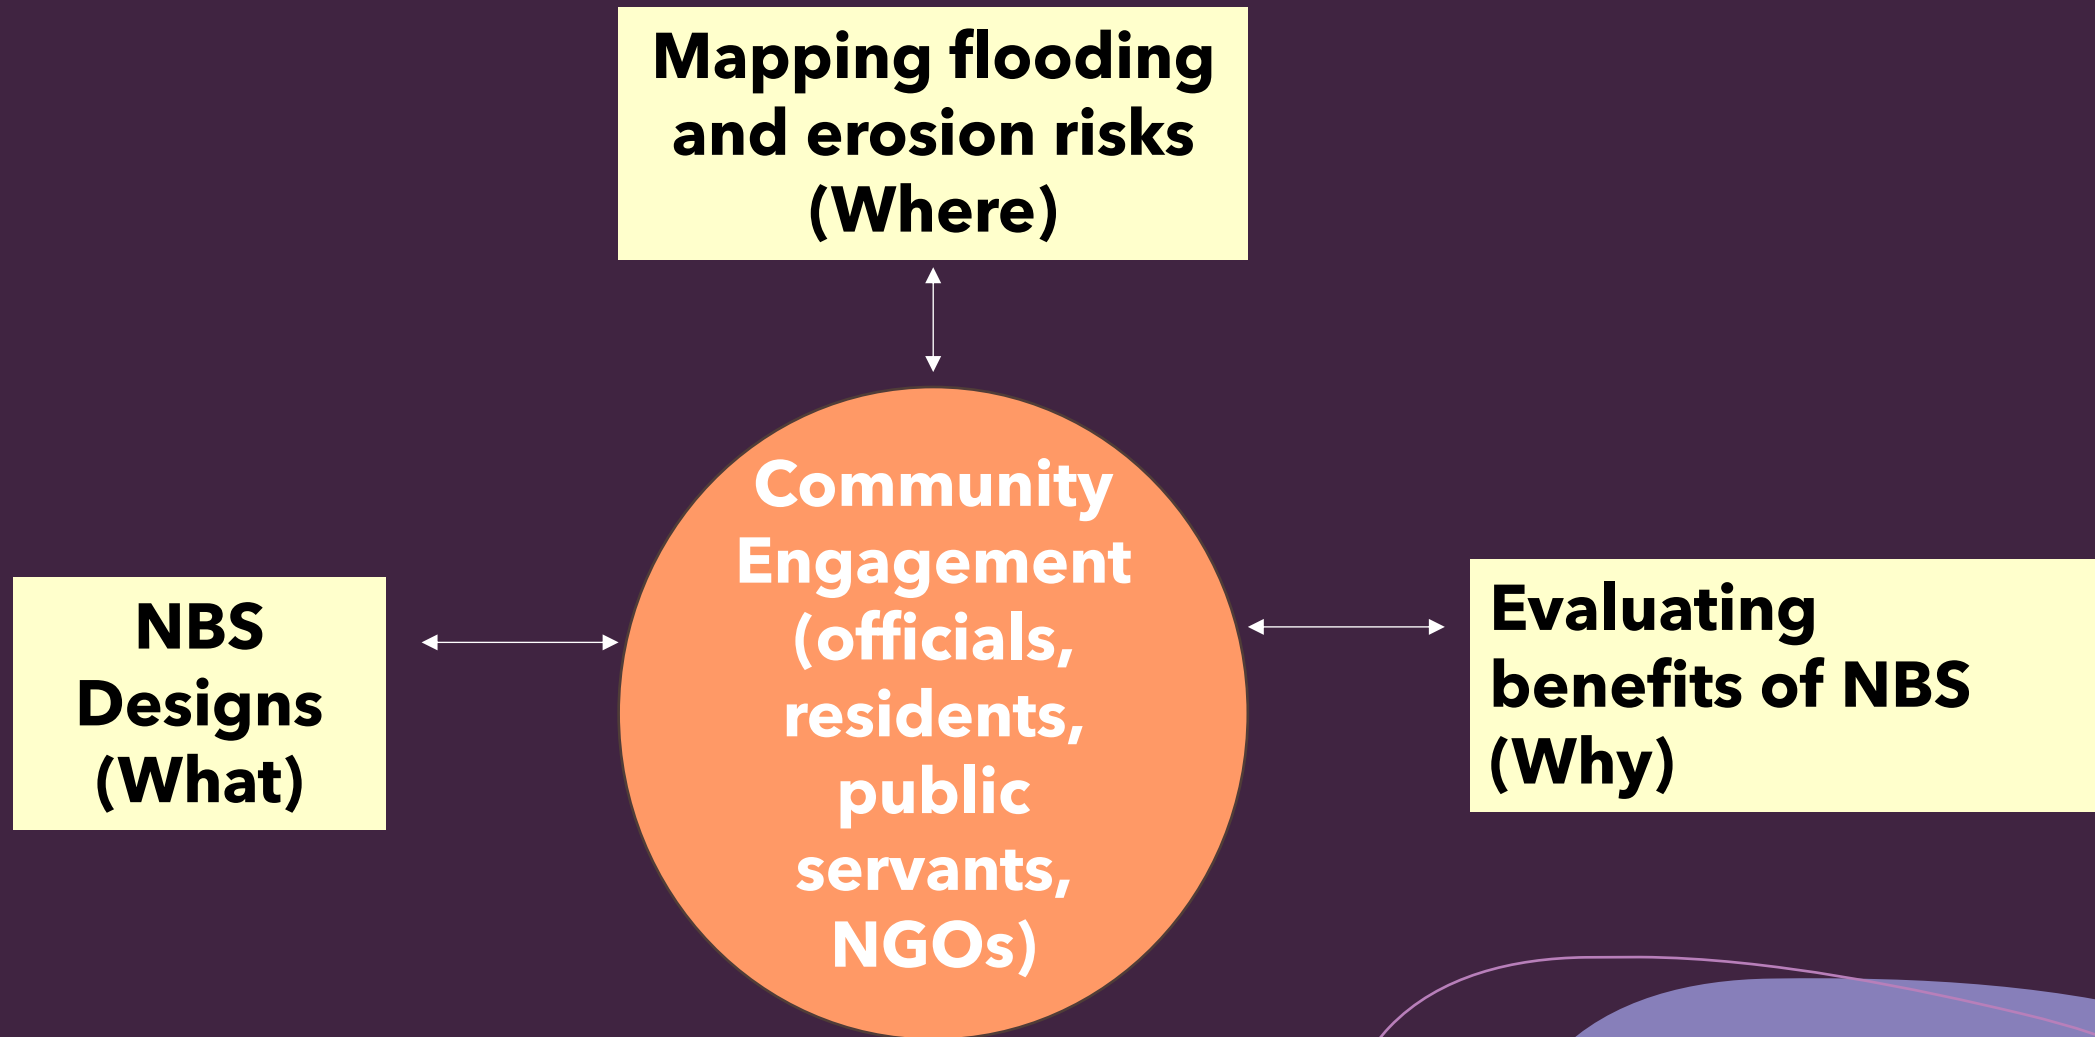 Mapping flooding
and erosion risks
(Where)
Community
Engagement
(officials,
residents,
public
servants,
NGOs)
NBS
Designs
(What)
Evaluating
benefits of NBS
(Why)